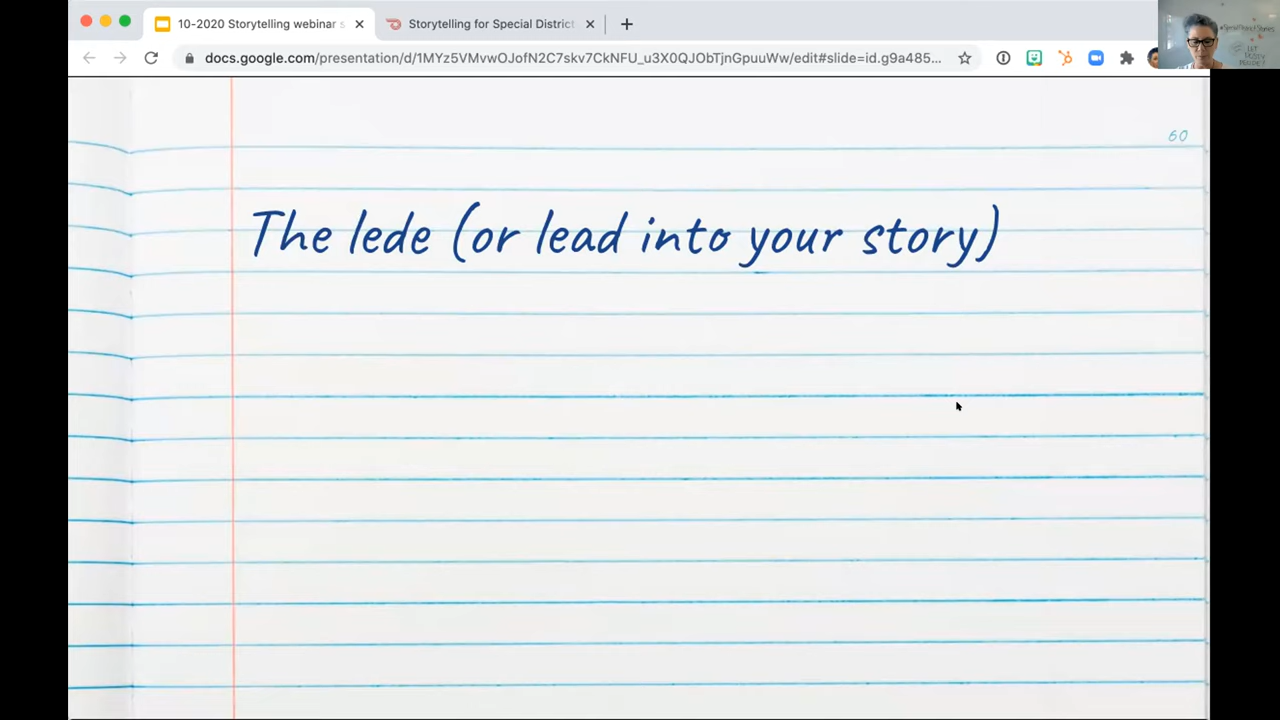 10-2020 Storytelling webinar s
Storytelling for Special District
docs.google.com/presentation/d/1MYz5VMvwOJofN2C7skv7CkNFU_u3X0QJObTjnGpuuWw/edit#slide=id.g9a485...
60
The lede (or lead into your story)